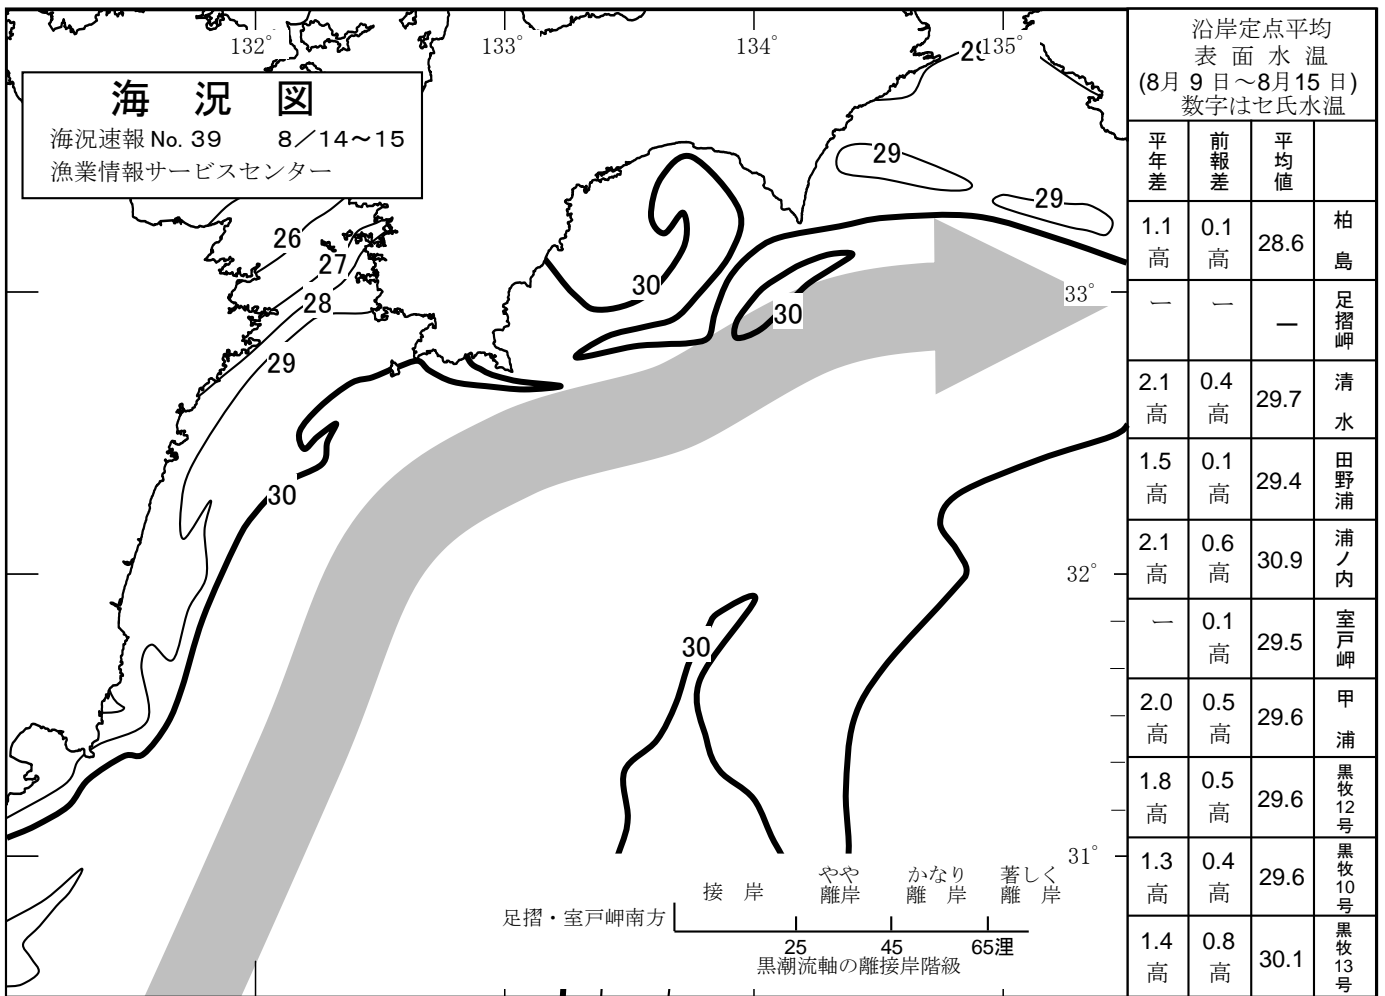 132°
133°
134°
29
135°
海 況 図
海況速報 No. 39 8／14～15
漁業情報サービスセンター
29
29
26
27
28
29
30
30
30
30
33°
32°
31°
接 岸
やや
離岸
かなり
離 岸
著しく
離 岸
足摺・室戸岬南方
25 45 65浬
黒潮流軸の離接岸階級
沿岸定点平均
表 面 水 温
(8月 9 日～8月15 日)
数字はセ氏水温
平年差 前報差 平均値
1.1高 0.1高 28.6 柏島
－ － － 足摺岬
2.1高 0.4高 29.7 清水
1.5高 0.1高 29.4 田野浦
2.1高 0.6高 30.9 浦ノ内
－ 0.1高 29.5 室戸岬
2.0高 0.5高 29.6 甲浦
1.8高 0.5高 29.6 黒牧12号
1.3高 0.4高 29.6 黒牧10号
1.4高 0.8高 30.1 黒牧13号